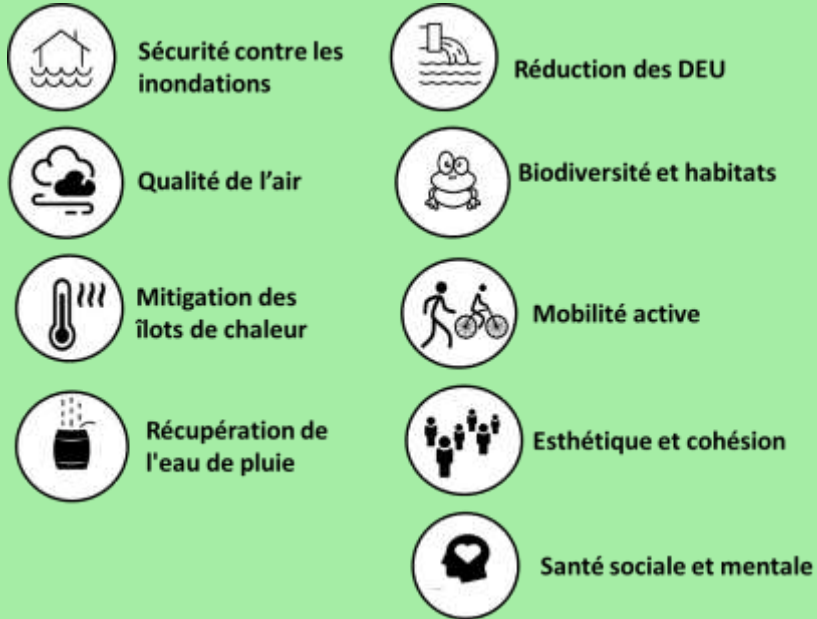 Sécurité contre les
inondations
Qualité de l'air
Mitigation des
îlots de chaleur
Récupération de
l'eau de pluie
Réduction des DEU
Biodiversité et habitats
Mobilité active
Esthétique et cohésion
Santé sociale et mentale